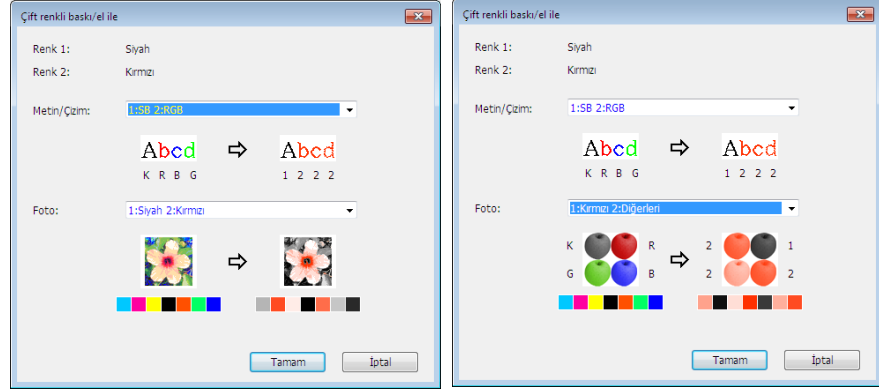 Çift renkli baskı/el ile
Renk 1: Siyah
Renk 2: Kırmızı
Metin/Çizim: 1:SB 2:RGB
Abcd Abcd
K R B G 1 2 2 2
Foto: 1:Siyah 2:Kırmızı
Tamam İptal
Çift renkli baskı/el ile
Renk 1: Siyah
Renk 2: Kırmızı
Metin/Çizim: 1:SB 2:RGB
Abcd Abcd
K R B G 1 2 2 2
Foto: 1:Kırmızı 2:Diğerleri
K R 2 1
G B 2 2
Tamam İptal